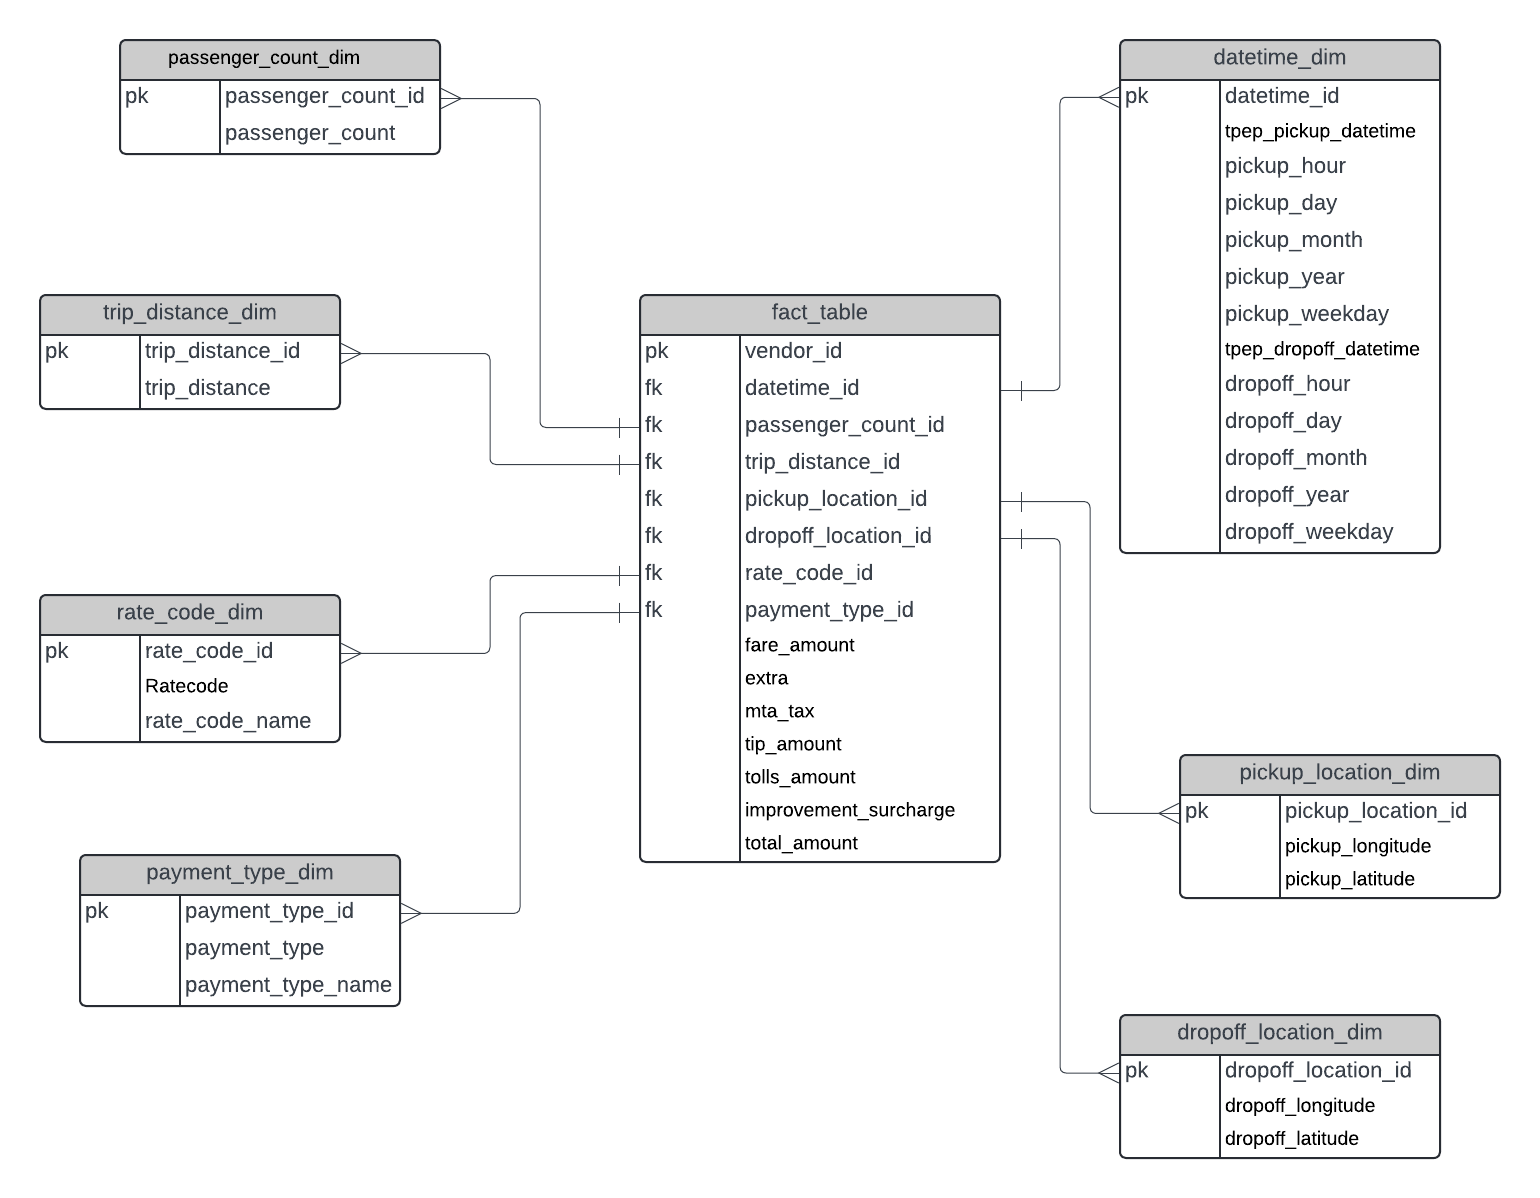 passenger_count_dim
pk passenger_count_id
passenger_count
trip_distance_dim
pk trip_distance_id
trip_distance
rate_code_dim
pk rate_code_id
Ratecode
rate_code_name
payment_type_dim
pk payment_type_id
payment_type
payment_type_name
fact_table
pk vendor_id
fk datetime_id
fk passenger_count_id
fk trip_distance_id
fk pickup_location_id
fk dropoff_location_id
fk rate_code_id
fk payment_type_id
fare_amount
extra
mta_tax
tip_amount
tolls_amount
improvement_surcharge
total_amount
datetime_dim
pk datetime_id
tpep_pickup_datetime
pickup_hour
pickup_day
pickup_month
pickup_year
pickup_weekday
tpep_dropoff_datetime
dropoff_hour
dropoff_day
dropoff_month
dropoff_year
dropoff_weekday
pickup_location_dim
pk pickup_location_id
pickup_longitude
pickup_latitude
dropoff_location_dim
pk dropoff_location_id
dropoff_longitude
dropoff_latitude